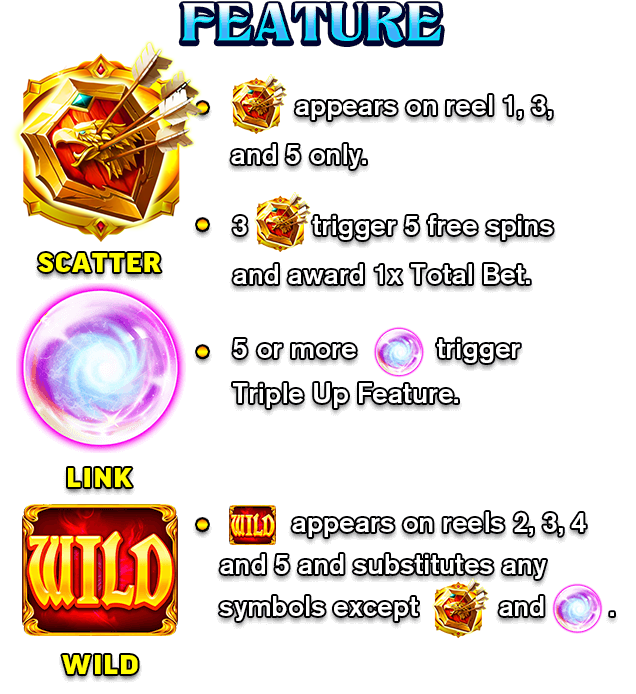 FEATURE
appears on reel 1, 3,
and 5 only.
3 trigger 5 free spins
and award 1x Total Bet.
SCATTER
5 or more trigger
Triple Up Feature.
LINK
WILD
WILD appears on reels 2, 3, 4
and 5 and substitutes any
symbols except and .
WILD